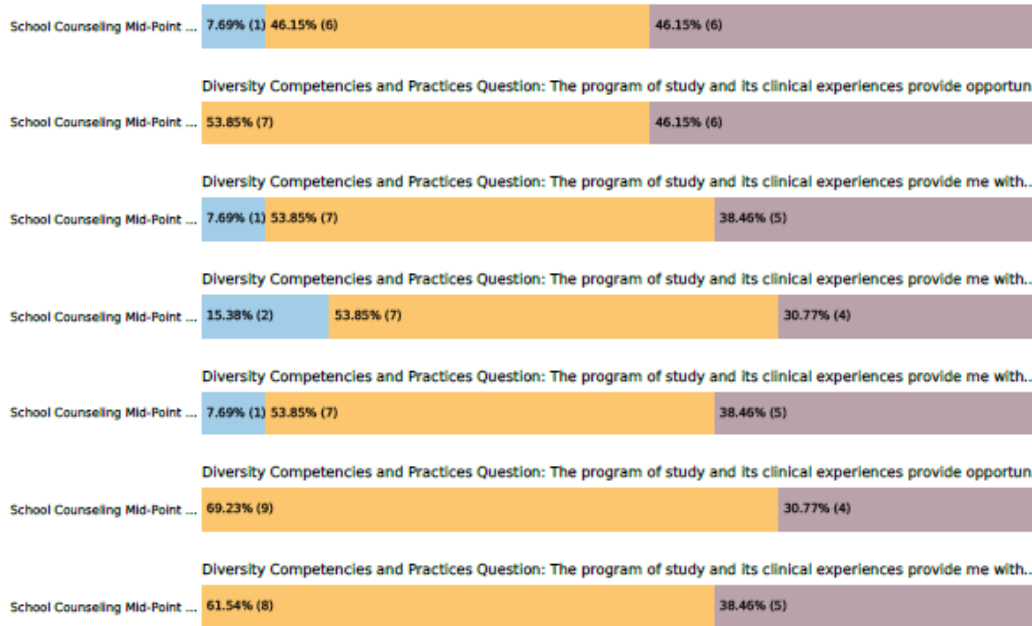 School Counseling Mid-Point ... 7.69% (1) 46.15% (6) 46.15% (6)
Diversity Competencies and Practices Question: The program of study and its clinical experiences provide opportun
School Counseling Mid-Point ... 53.85% (7) 46.15% (6)
Diversity Competencies and Practices Question: The program of study and its clinical experiences provide me with..
School Counseling Mid-Point ... 7.69% (1) 53.85% (7) 38.46% (5)
Diversity Competencies and Practices Question: The program of study and its clinical experiences provide me with..
School Counseling Mid-Point ... 15.38% (2) 53.85% (7) 30.77% (4)
Diversity Competencies and Practices Question: The program of study and its clinical experiences provide me with..
School Counseling Mid-Point ... 7.69% (1) 53.85% (7) 38.46% (5)
Diversity Competencies and Practices Question: The program of study and its clinical experiences provide opportun
School Counseling Mid-Point ... 69.23% (9) 30.77% (4)
Diversity Competencies and Practices Question: The program of study and its clinical experiences provide me with..
School Counseling Mid-Point ... 61.54% (8) 38.46% (5)